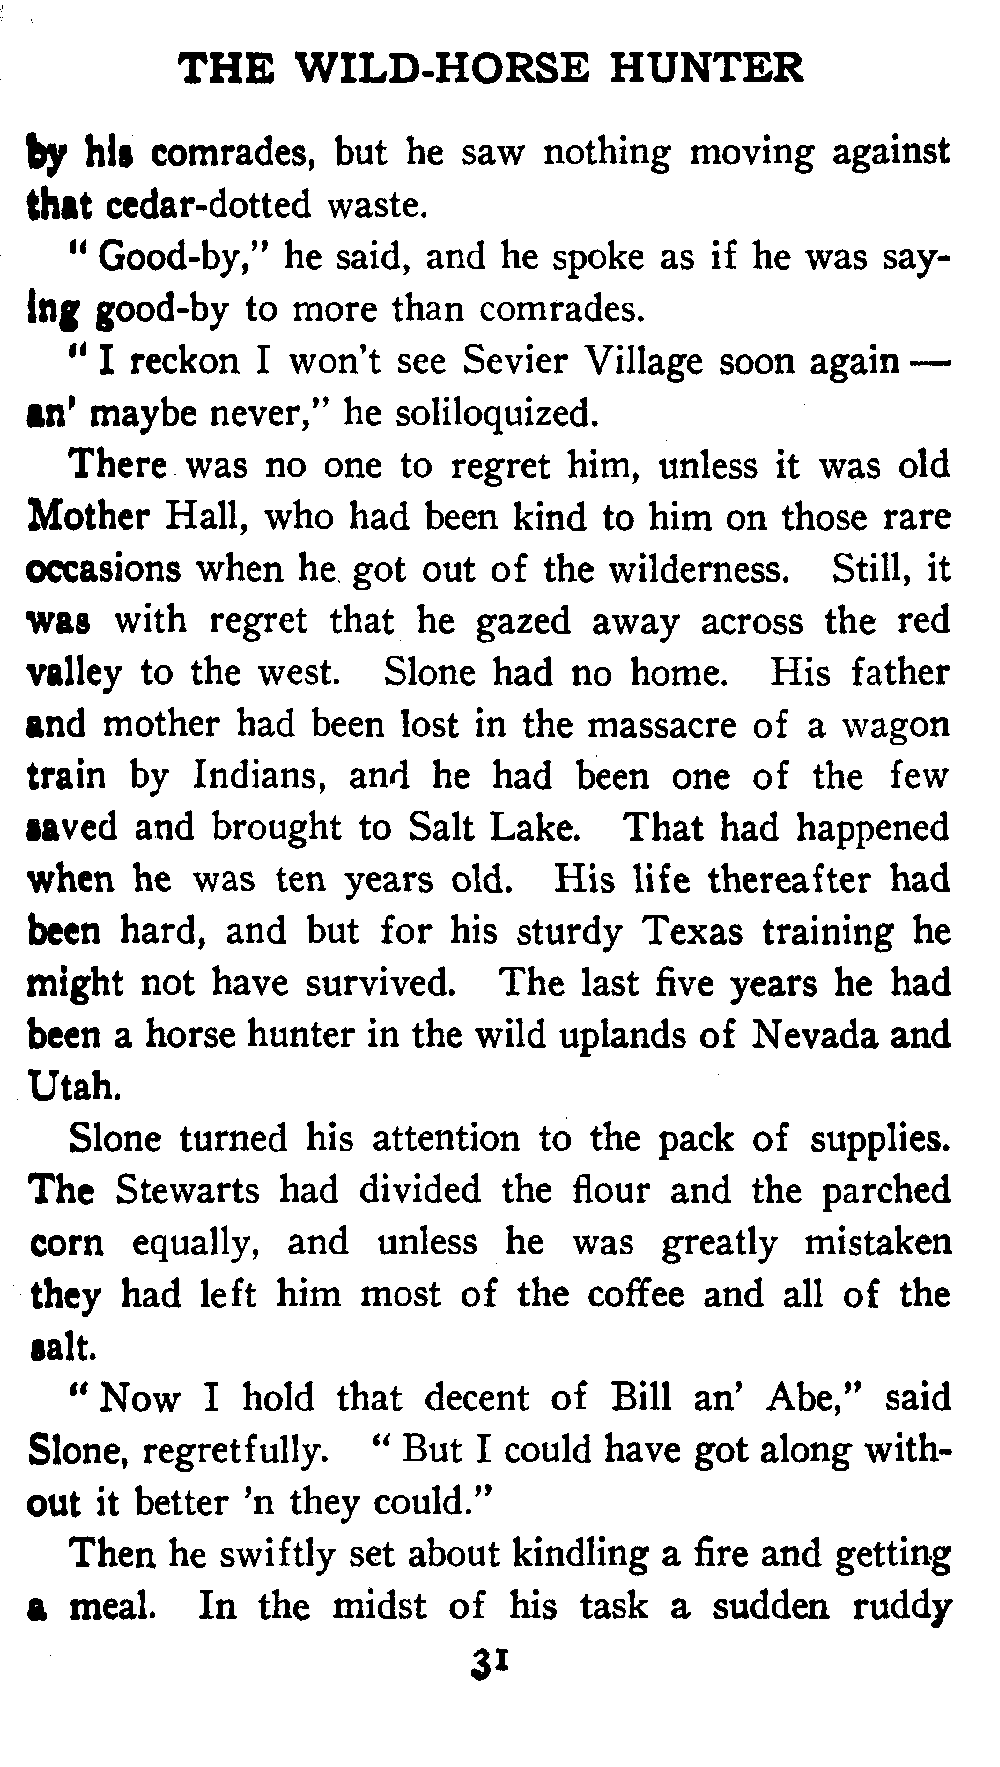 THE WILD-HORSE HUNTER
by his comrades, but he saw nothing moving against
that cedar-dotted waste.
" Good-by," he said, and he spoke as if he was say-
ing good-by to more than comrades.
" I reckon I won't see Sevier Village soon again —
an' maybe never," he soliloquized.
There was no one to regret him, unless it was old
Mother Hall, who had been kind to him on those rare
occasions when he got out of the wilderness. Still, it
was with regret that he gazed away across the red
valley to the west. Slone had no home. His father
and mother had been lost in the massacre of a wagon
train by Indians, and he had been one of the few
saved and brought to Salt Lake. That had happened
when he was ten years old. His life thereafter had
been hard, and but for his sturdy Texas training he
might not have survived. The last five years he had
been a horse hunter in the wild uplands of Nevada and
Utah.
Slone turned his attention to the pack of supplies.
The Stewarts had divided the flour and the parched
corn equally, and unless he was greatly mistaken
they had left him most of the coffee and all of the
salt.
" Now I hold that decent of Bill an' Abe," said
Slone, regretfully. " But I could have got along with-
out it better 'n they could."
Then he swiftly set about kindling a fire and getting
a meal. In the midst of his task a sudden ruddy
31